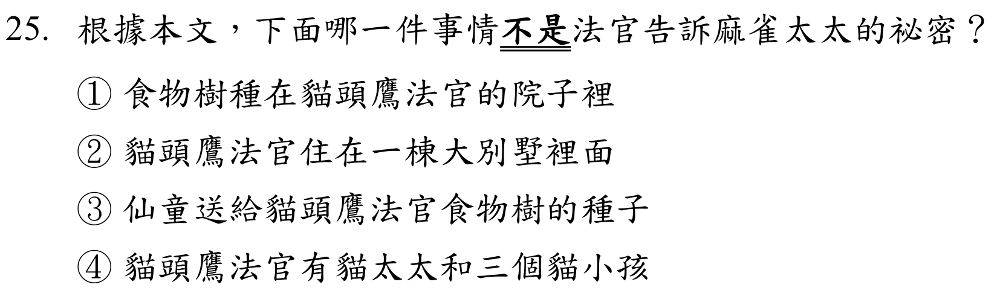 25. 根據本文，下面哪一件事情不是法官告訴麻雀太太的祕密？
① 食物樹種在貓頭鷹法官的院子裡
② 貓頭鷹法官住在一棟大別墅裡面
③ 仙童送給貓頭鷹法官食物樹的種子
④ 貓頭鷹法官有貓太太和三個貓小孩